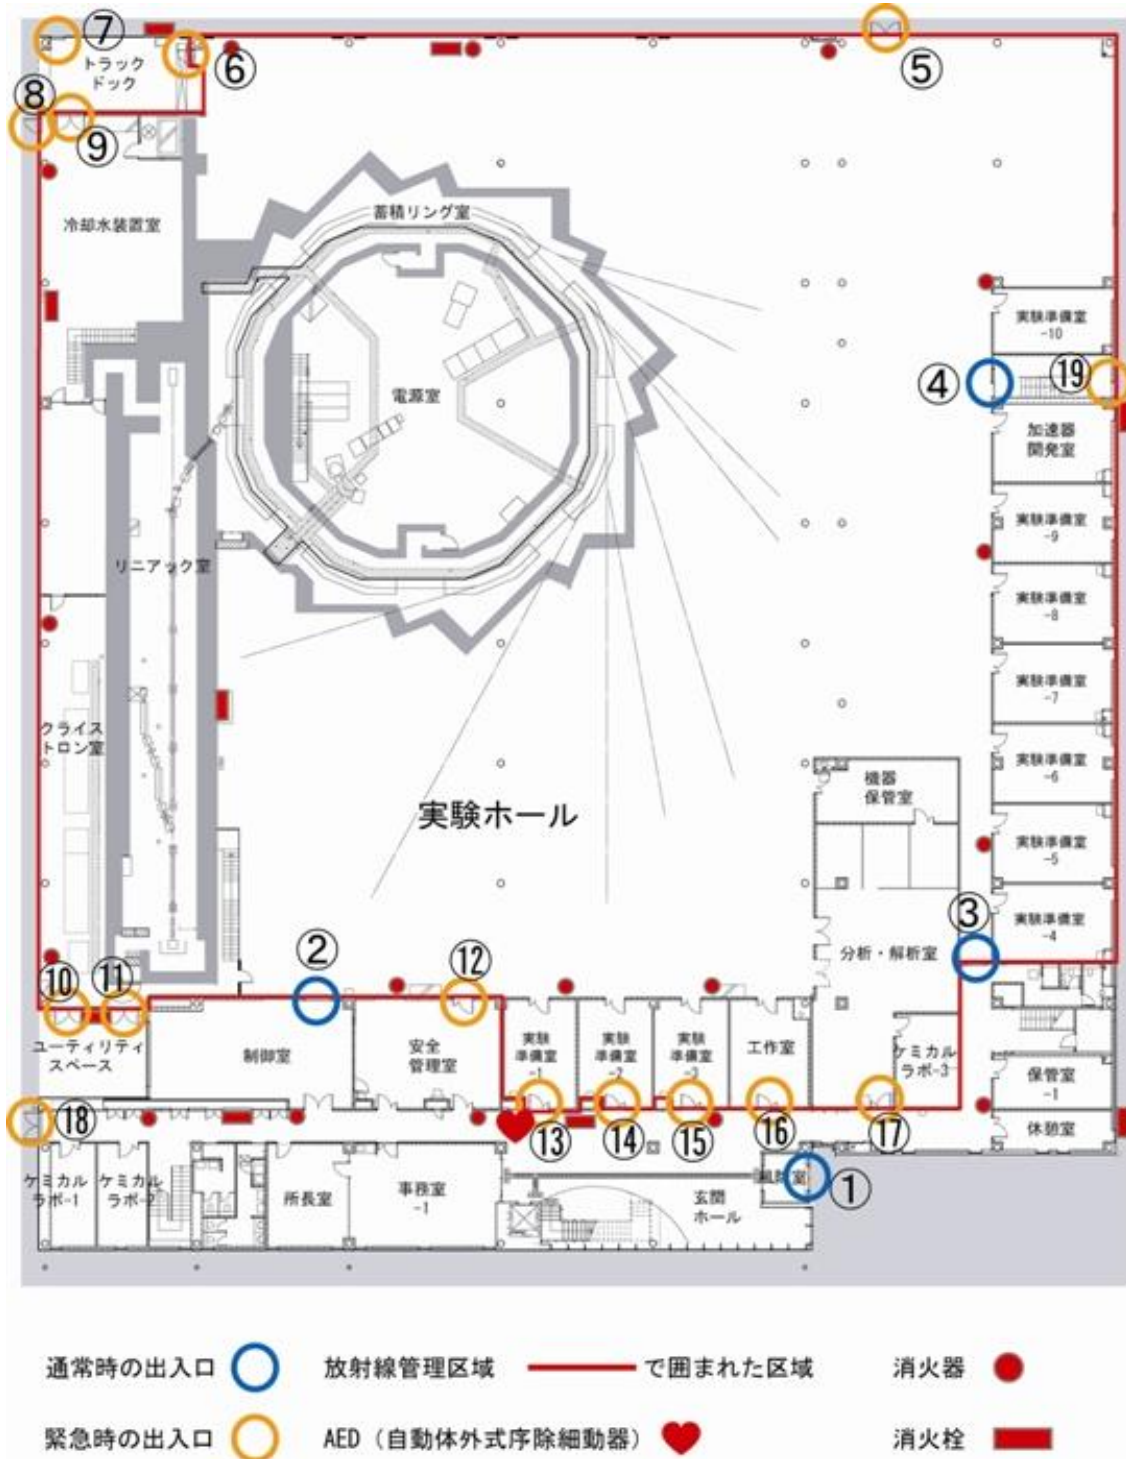 ⑦
トラック
ドック
⑥
⑤
⑧
⑨
冷却水装置室
蓄積リング室
電源室
実験準備室
-10
④
⑲
加速器
開発室
実験準備室
-9
リニアック室
実験準備室
-8
実験準備室
-7
クライス
トロン室
実験準備室
-6
機器
保管室
実験ホール
実験準備室
-5
実験準備室
-4
③
分析・解析室
②
⑫
⑩
⑪
ユーティリティ
スペース
制御室
安全
管理室
実験
準備室
-1
実験
準備室
-2
実験
準備室
-3
工作室
ケミカル
ラボ-3
保管室
-1
休憩室
⑱
⑬
⑭
⑮
⑯
⑰
ケミカル
ラボ-1
ケミカル
ラボ-2
所長室
事務室
-1
玄関
ホール
風除室
①
通常時の出入口
放射線管理区域
で囲まれた区域
消火器
緊急時の出入口
AED（自動体外式序除細動器）
消火栓